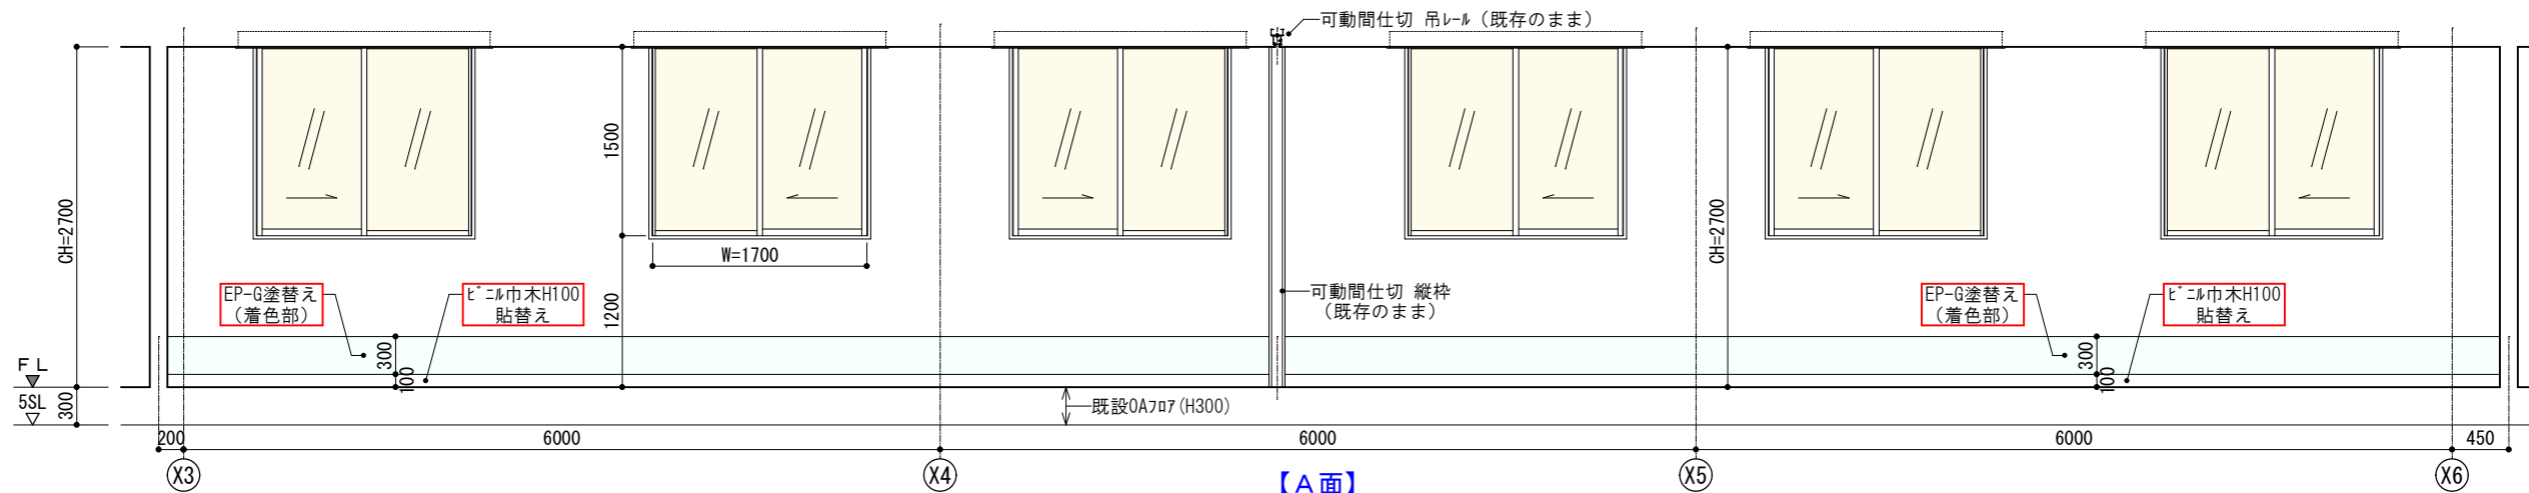 可動間仕切 吊ﾚｰﾙ（既存のまま）
CH=2700
1500
CH=2700
W=1700
EP-G塗替え
（着色部）
ﾋﾞﾆﾙ巾木H100
貼替え
1200
可動間仕切 縦枠
（既存のまま）
EP-G塗替え
（着色部）
ﾋﾞﾆﾙ巾木H100
貼替え
300
100
300
100
ＦＬ
5SL
300
既設OAﾌﾛｱ(H300)
200
6000
6000
6000
450
X3
X4
X5
X6
【Ａ面】